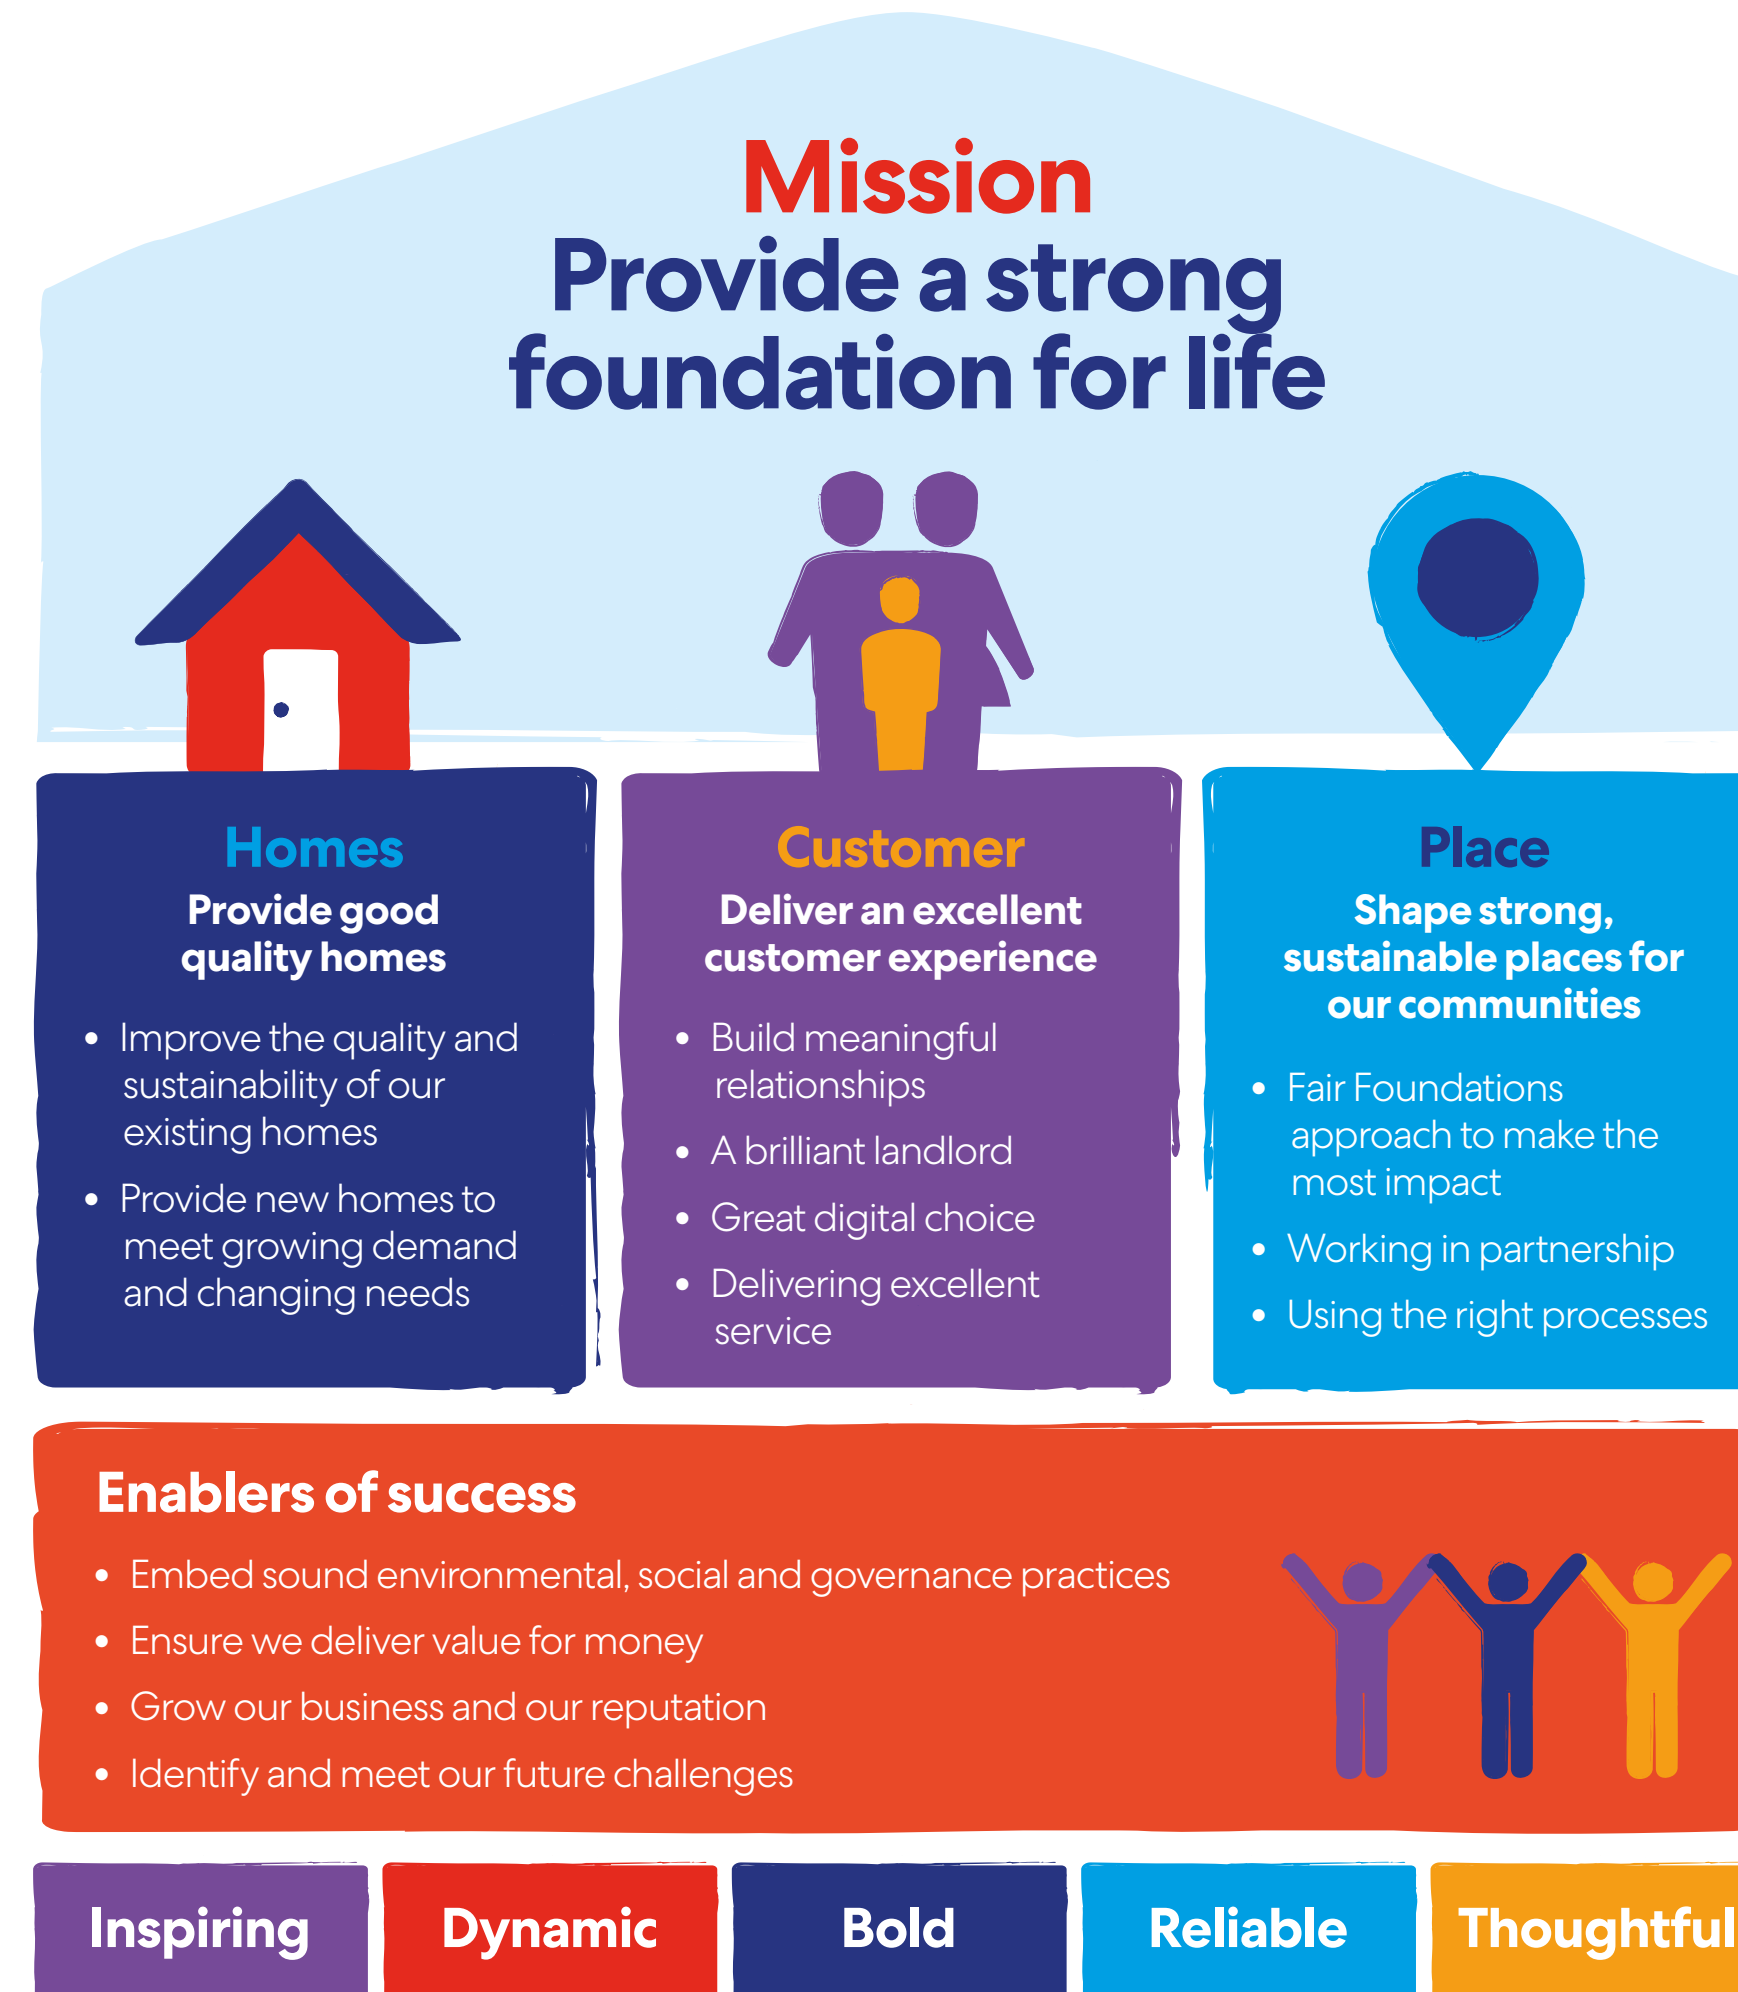 Mission
Provide a strong
foundation for life
Homes
Provide good
quality homes
• Improve the quality and
sustainability of our
existing homes
• Provide new homes to
meet growing demand
and changing needs
Customer
Deliver an excellent
customer experience
• Build meaningful
relationships
• A brilliant landlord
• Great digital choice
• Delivering excellent
service
Place
Shape strong,
sustainable places for
our communities
• Fair Foundations
approach to make the
most impact
• Working in partnership
• Using the right processes
Enablers of success
• Embed sound environmental, social and governance practices
• Ensure we deliver value for money
• Grow our business and our reputation
• Identify and meet our future challenges
Inspiring
Dynamic
Bold
Reliable
Thoughtful